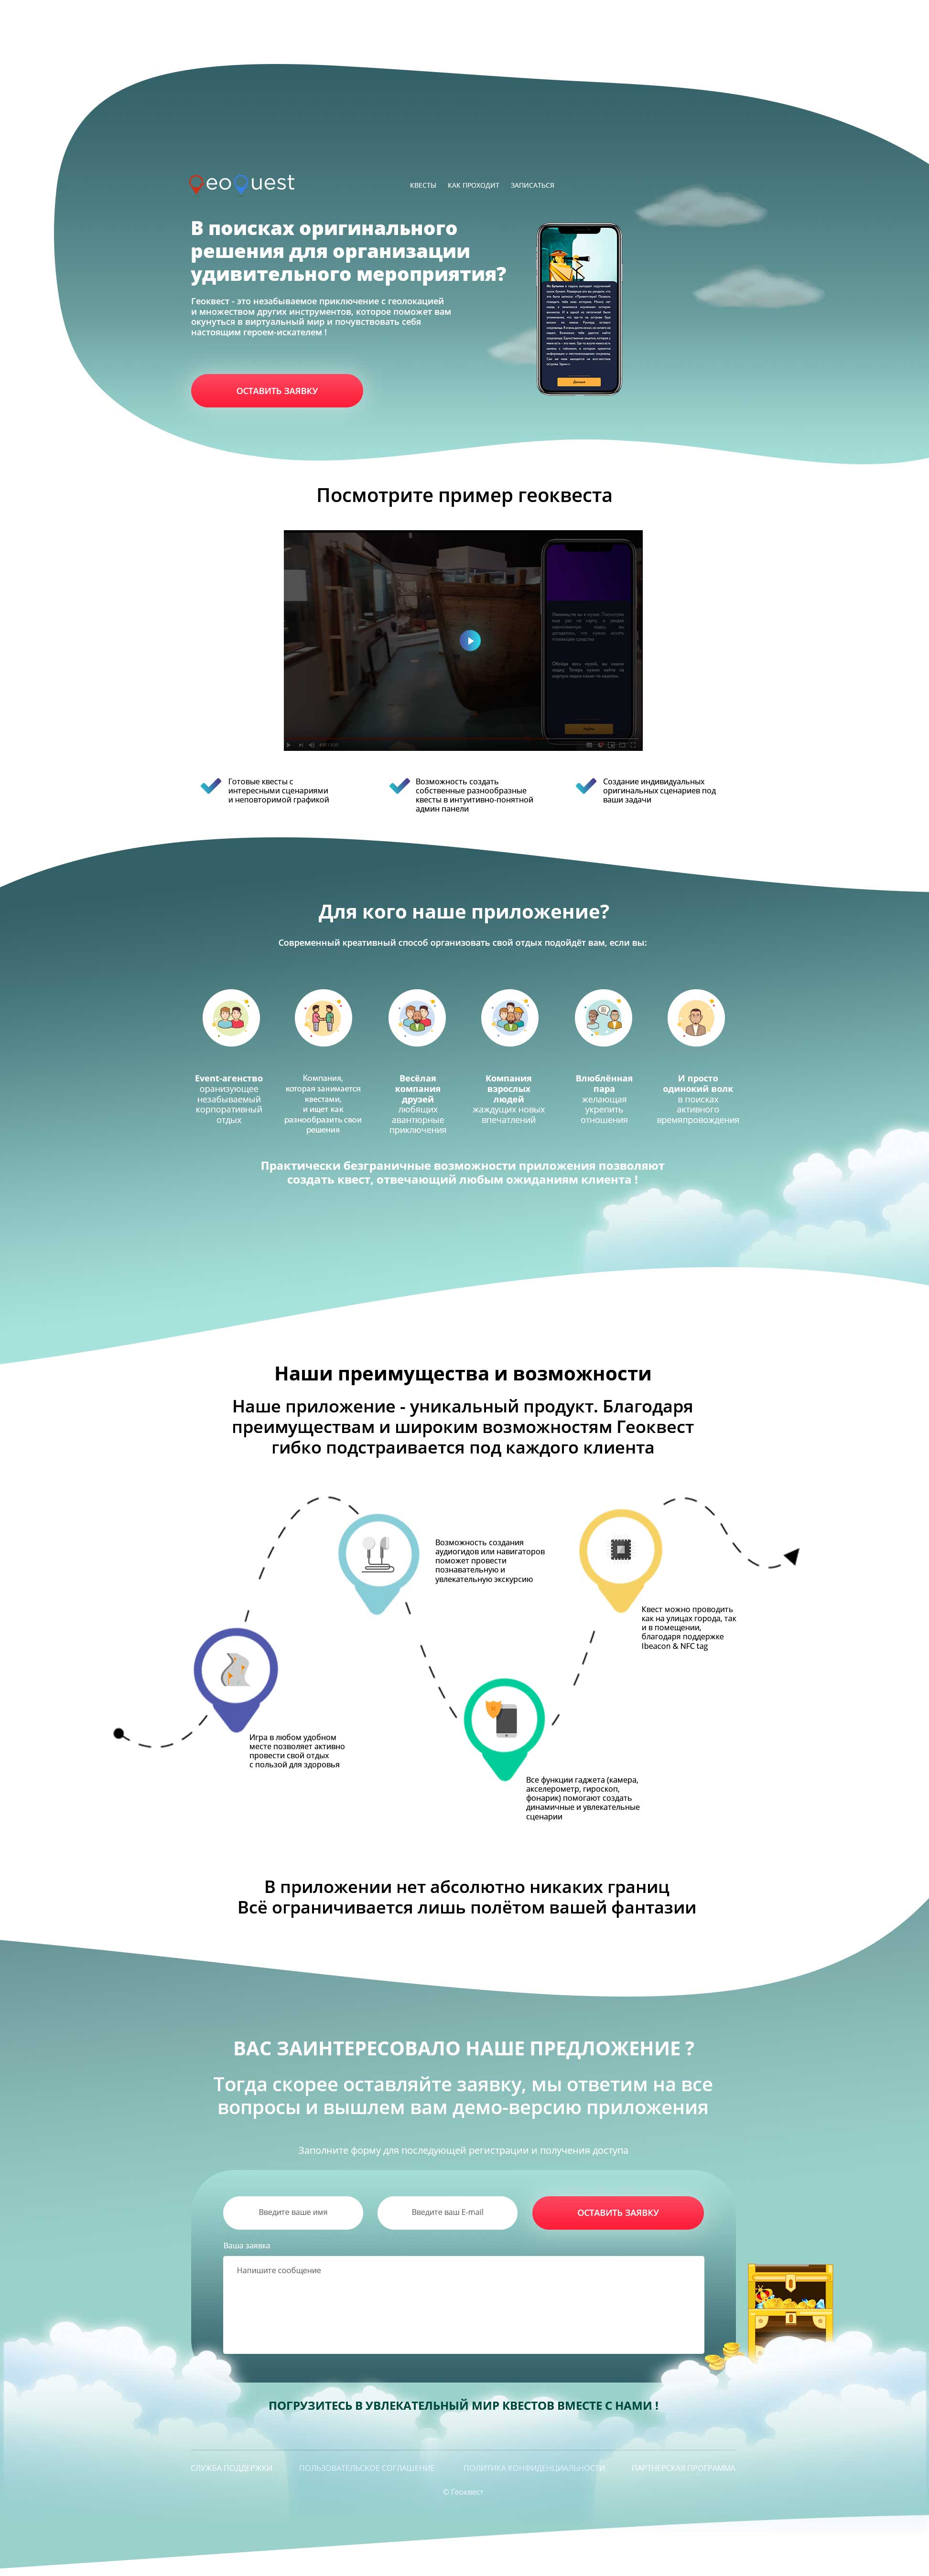 GeoQuest
КВЕСТЫ КАК ПРОХОДИТ ЗАПИСАТЬСЯ
В поисках оригинального
решения для организации
удивительного мероприятия?
Геоквест - это незабываемое приключение с геолокацией
и множеством других инструментов, которое поможет вам
окунуться в виртуальный мир и почувствовать себя
настоящим героем-искателем !
ОСТАВИТЬ ЗАЯВКУ
Дальше
Посмотрите пример геоквеста
Готовые квесты с
интересными сценариями
и неповторимой графикой
Возможность создать
собственные разнообразные
квесты в интуитивно-понятной
админ панели
Создание индивидуальных
оригинальных сценариев под
ваши задачи
Для кого наше приложение?
Современный креативный способ организовать свой отдых подойдёт вам, если вы:
Event-агенство
оранизующее
незабываемый
корпоративный
отдых
Компания,
которая занимается
квестами,
и ищет как
разнообразить свои
решения
Весёлая
компания
друзей
любящих
авантюрные
приключения
Компания
взрослых
людей
жаждущих новых
впечатлений
Влюблённая
пара
желающая
укрепить
отношения
И просто
одинокий волк
в поисках
активного
времяпровождения
Практически безграничные возможности приложения позволяют
создать квест, отвечающий любым ожиданиям клиента !
Наши преимущества и возможности
Наше приложение - уникальный продукт. Благодаря
преимуществам и широким возможностям Геоквест
гибко подстраивается под каждого клиента
Возможность создания
аудиогидов или навигаторов
поможет провести
познавательную и
увлекательную экскурсию
Квест можно проводить
как на улицах города, так
и в помещении,
благодаря поддержке
Ibeacon & NFC tag
Игра в любом удобном
месте позволяет активно
провести свой отдых
с пользой для здоровья
Все функции гаджета (камера,
акселерометр, гироскоп,
фонарик) помогают создать
динамичные и увлекательные
сценарии
В приложении нет абсолютно никаких границ
Всё ограничивается лишь полётом вашей фантазии
ВАС ЗАИНТЕРЕСОВАЛО НАШЕ ПРЕДЛОЖЕНИЕ ?
Тогда скорее оставляйте заявку, мы ответим на все
вопросы и вышлем вам демо-версию приложения
Заполните форму для последующей регистрации и получения доступа
Введите ваше имя
Введите ваш E-mail
ОСТАВИТЬ ЗАЯВКУ
Ваша заявка
Напишите сообщение
ПОГРУЗИТЕСЬ В УВЛЕКАТЕЛЬНЫЙ МИР КВЕСТОВ ВМЕСТЕ С НАМИ !
СЛУЖБА ПОДДЕРЖКИ ПОЛЬЗОВАТЕЛЬСКОЕ СОГЛАШЕНИЕ ПОЛИТИКА КОНФИДЕНЦИАЛЬНОСТИ ПАРТНЕРСКАЯ ПРОГРАММА
© Геоквест